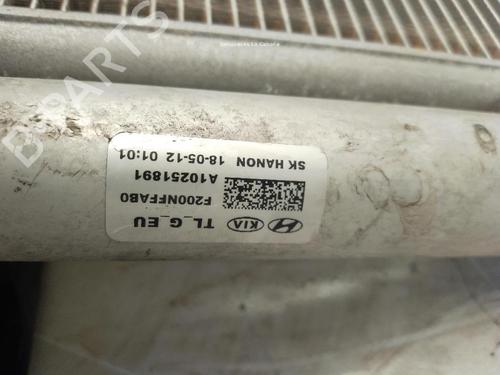 TL_G_EU
KIA
F200NFFAB0
A10251891
SK HANON 18-05-12 01:01
B-PARTS